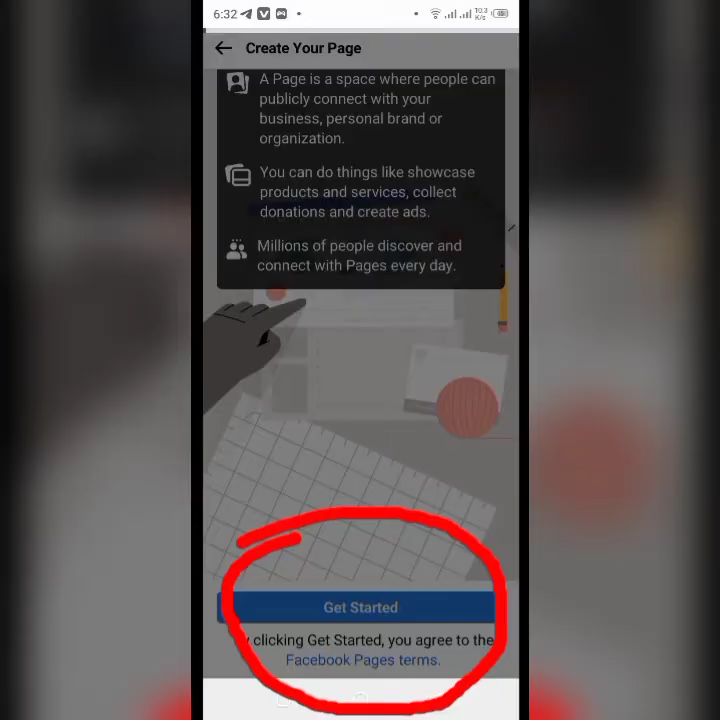 6:32
10.3
K/s
Create Your Page
A Page is a space where people can
publicly connect with your
business, personal brand or
organization.
You can do things like showcase
products and services, collect
donations and create ads.
Millions of people discover and
connect with Pages every day.
Get Started
clicking Get Started, you agree to the
Facebook Pages terms.